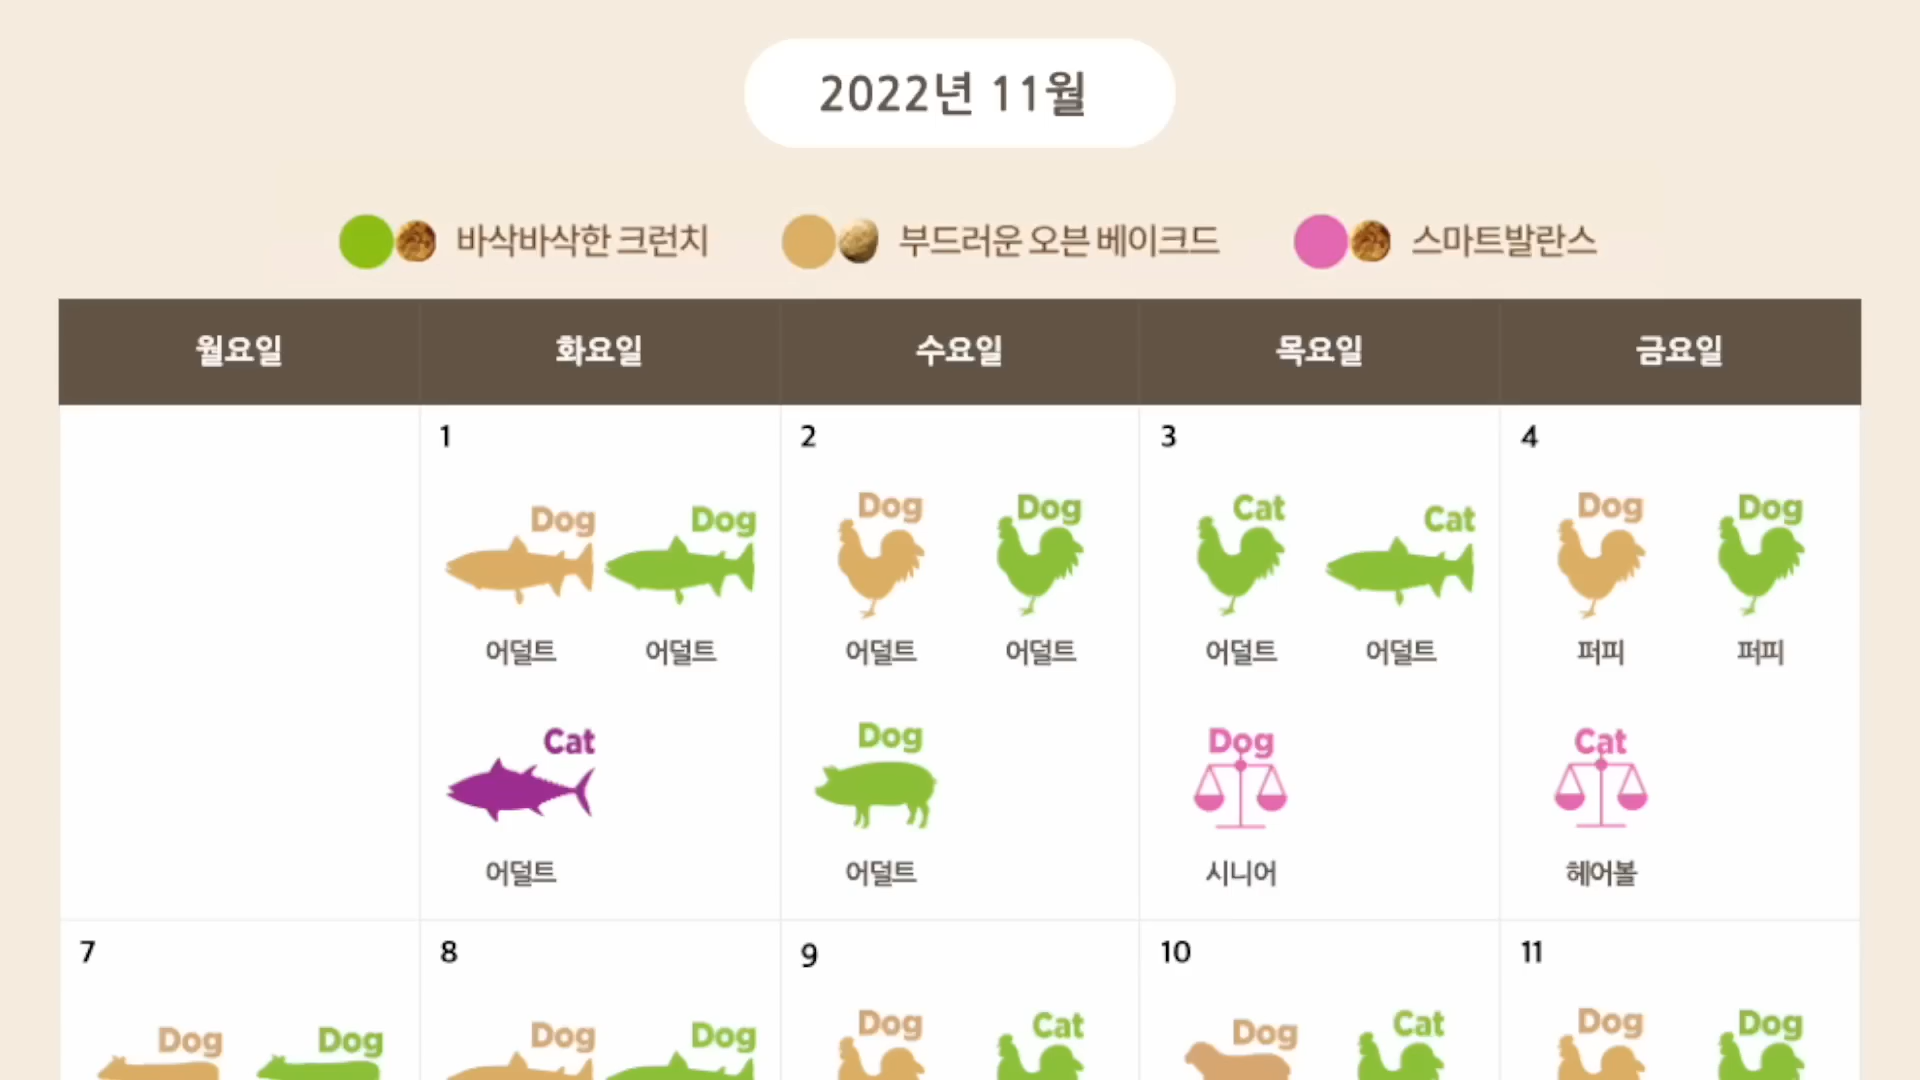 2022년 11월
바삭바삭한 크런치 부드러운 오븐 베이크드 스마트발란스
월요일 화요일 수요일 목요일 금요일
1 2 3 4
Dog Dog Dog Dog Cat Cat Dog Dog
어덜트 어덜트 어덜트 어덜트 어덜트 어덜트 퍼피 퍼피
Cat Dog Dog Cat
어덜트 어덜트 시니어 헤어볼
7 8 9 10 11
Dog Dog Dog Dog Dog Cat Dog Cat Dog Dog